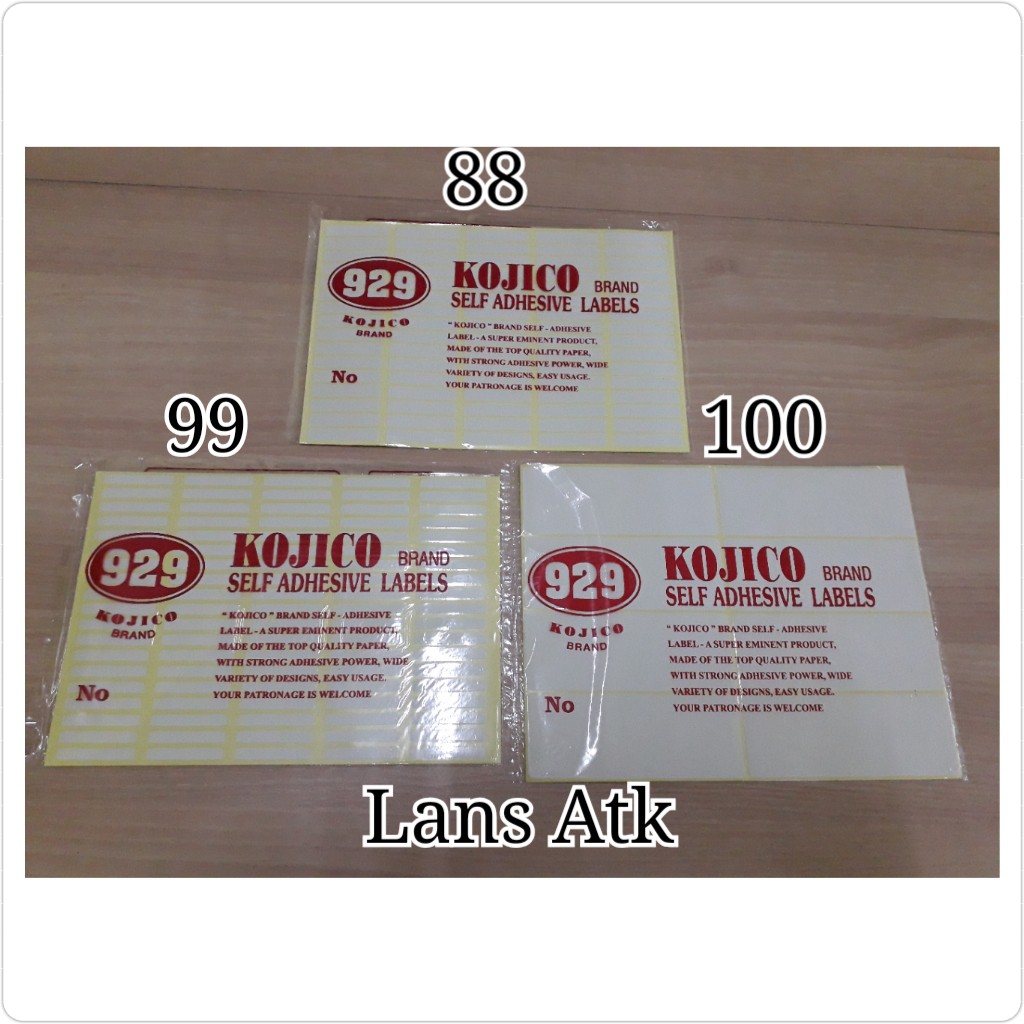 88
929
KOJICO
BRAND
No
KOJICO BRAND
SELF ADHESIVE LABELS
" KOJICO " BRAND SELF - ADHESIVE
LABEL - A SUPER EMINENT PRODUCT,
MADE OF THE TOP QUALITY PAPER,
WITH STRONG ADHESIVE POWER, WIDE
VARIETY OF DESIGNS, EASY USAGE.
YOUR PATRONAGE IS WELCOME
99
929
KOJICO
BRAND
No
KOJICO BRAND
SELF ADHESIVE LABELS
" KOJICO " BRAND SELF - ADHESIVE
LABEL - A SUPER EMINENT PRODUCT,
MADE OF THE TOP QUALITY PAPER,
WITH STRONG ADHESIVE POWER, WIDE
VARIETY OF DESIGNS, EASY USAGE.
YOUR PATRONAGE IS WELCOME
100
929
KOJICO
BRAND
No
KOJICO BRAND
SELF ADHESIVE LABELS
" KOJICO " BRAND SELF - ADHESIVE
LABEL - A SUPER EMINENT PRODUCT,
MADE OF THE TOP QUALITY PAPER,
WITH STRONG ADHESIVE POWER, WIDE
VARIETY OF DESIGNS, EASY USAGE.
YOUR PATRONAGE IS WELCOME
Lans Atk